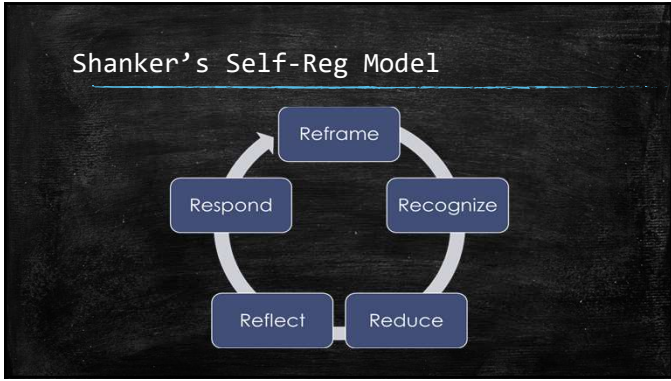 Shanker’s Self-Reg Model
Reframe
Recognize
Reduce
Reflect
Respond